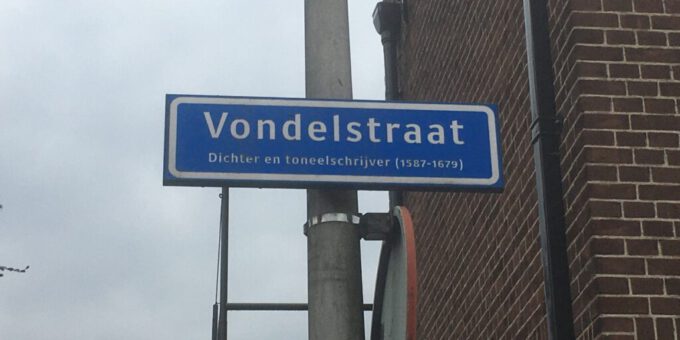 Vondelstraat
Dichter en toneelschrijver (1587-1679)